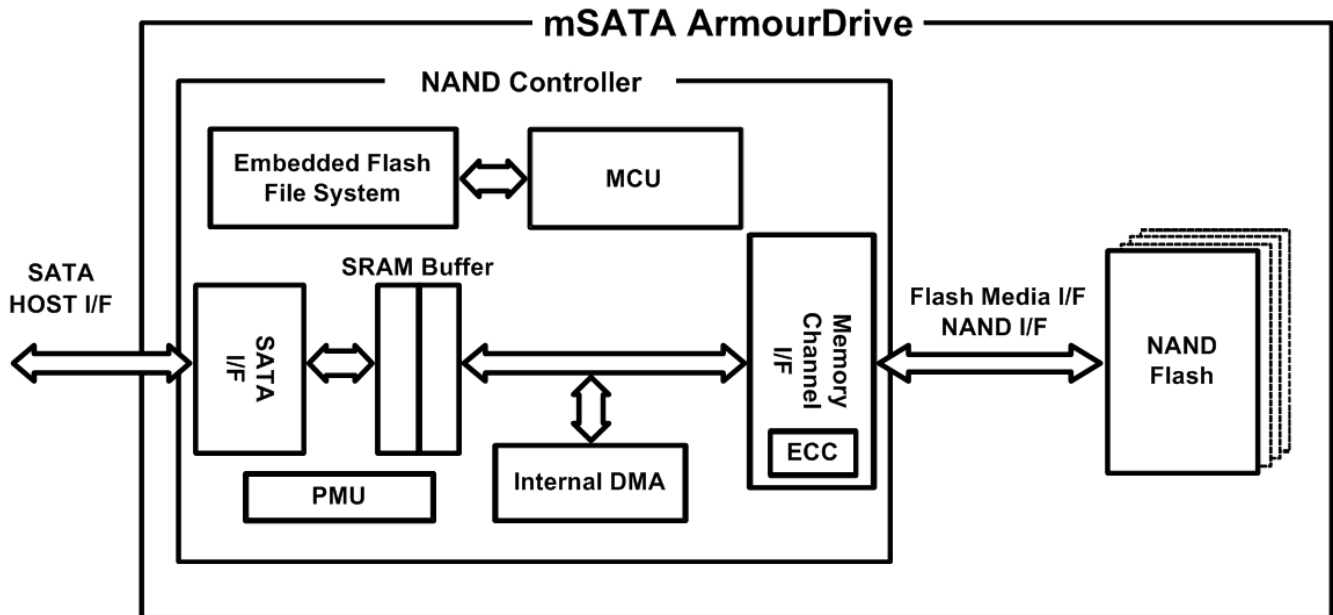 mSATA ArmourDrive
NAND Controller
Embedded Flash
File System
MCU
SATA
HOST I/F
SRAM Buffer
SATA
I/F
Memory
Channel
I/F
ECC
Flash Media I/F
NAND I/F
NAND
Flash
Internal DMA
PMU